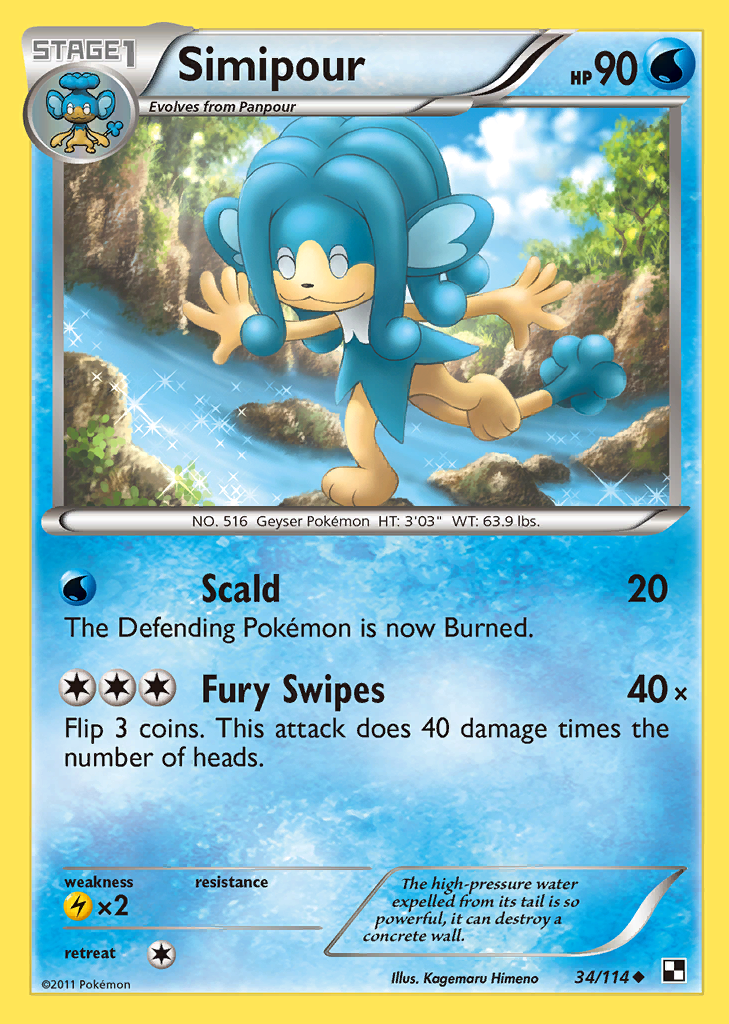 STAGE1
Simipour
HP 90
Evolves from Panpour
NO. 516 Geyser Pokémon HT: 3'03" WT: 63.9 lbs.
Scald 20
The Defending Pokémon is now Burned.
Fury Swipes 40×
Flip 3 coins. This attack does 40 damage times the
number of heads.
weakness resistance
×2
retreat
The high-pressure water
expelled from its tail is so
powerful, it can destroy a
concrete wall.
©2011 Pokémon
Illus. Kagemaru Himeno 34/114